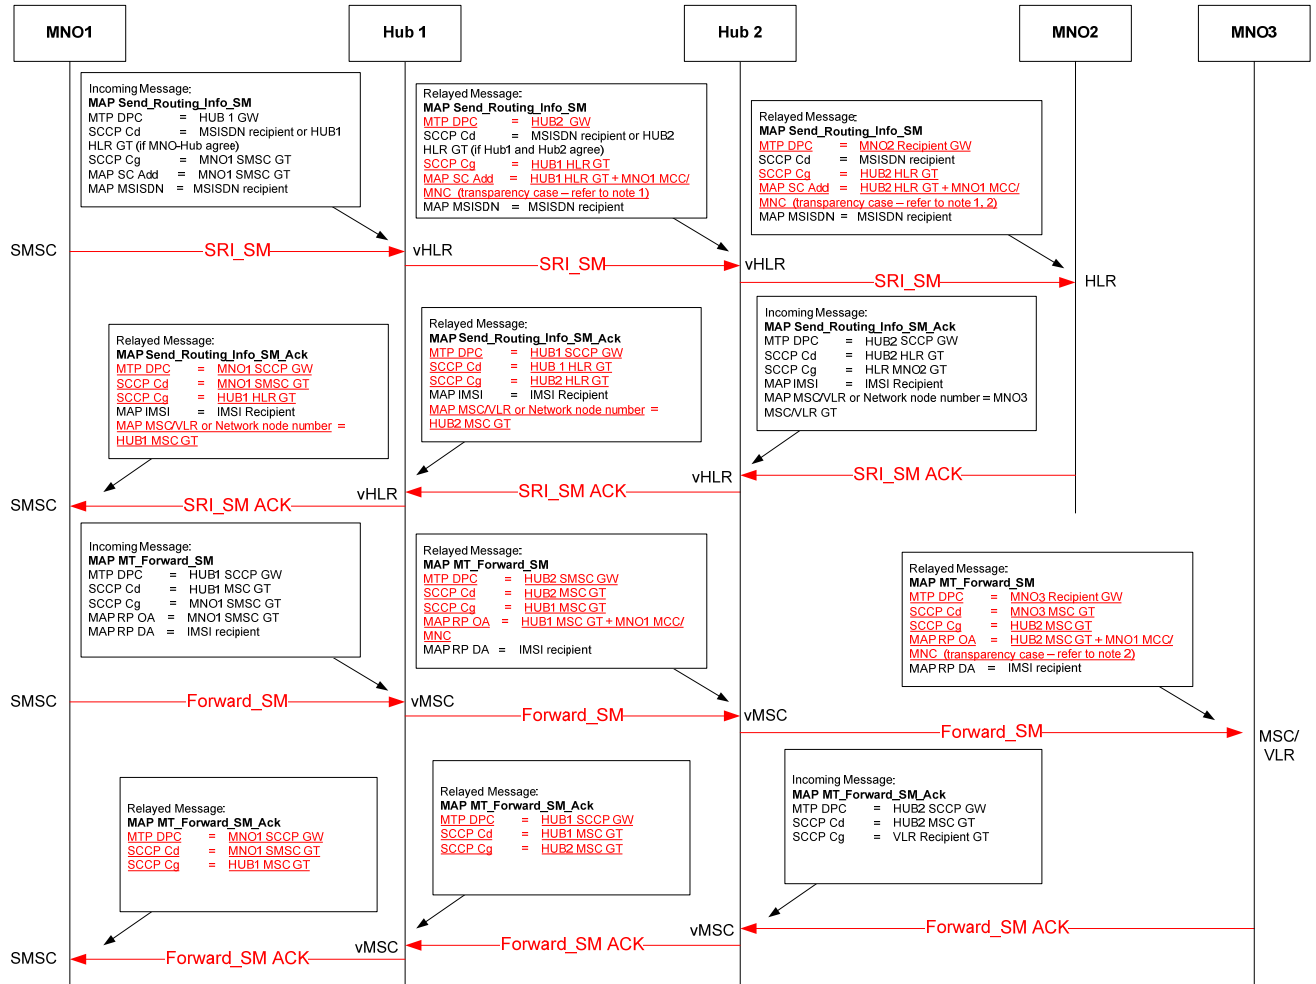 MNO1
Hub 1
Hub 2
MNO2
MNO3
Incoming Message:
MAP Send_Routing_Info_SM
MTP DPC = HUB 1 GW
SCCP Cd = MSISDN recipient or HUB1
HLR GT (if MNO-Hub agree)
SCCP Cg = MNO1 SMSC GT
MAP SC Add = MNO1 SMSC GT
MAP MSISDN = MSISDN recipient
Relayed Message:
MAP Send_Routing_Info_SM
MTP DPC = HUB2 GW
SCCP Cd = MSISDN recipient or HUB2
HLR GT (if Hub1 and Hub2 agree)
SCCP Cg = HUB1 HLR GT
MAP SC Add = HUB1 HLR GT + MNO1 MCC/
MNC (transparency case – refer to note 1)
MAP MSISDN = MSISDN recipient
Relayed Message:
MAP Send_Routing_Info_SM
MTP DPC = MNO2 Recipient GW
SCCP Cd = MSISDN recipient
SCCP Cg = HUB2 HLR GT
MAP SC Add = HUB2 HLR GT + MNO1 MCC/
MNC (transparency case – refer to note 1, 2)
MAP MSISDN = MSISDN recipient
SMSC
SRI_SM
vHLR
SRI_SM
vHLR
SRI_SM
HLR
Relayed Message:
MAP Send_Routing_Info_SM_Ack
MTP DPC = MNO1 SCCP GW
SCCP Cd = MNO1 SMSC GT
SCCP Cg = HUB1 HLR GT
MAP IMSI = IMSI Recipient
MAP MSC/VLR or Network node number =
HUB1 MSC GT
Relayed Message:
MAP Send_Routing_Info_SM_Ack
MTP DPC = HUB1 SCCP GW
SCCP Cd = HUB 1 HLR GT
SCCP Cg = HUB2 HLR GT
MAP IMSI = IMSI Recipient
MAP MSC/VLR or Network node number =
HUB2 MSC GT
Incoming Message:
MAP Send_Routing_Info_SM_Ack
MTP DPC = HUB2 SCCP GW
SCCP Cd = HUB2 HLR GT
SCCP Cg = HLR MNO2 GT
MAP IMSI = IMSI Recipient
MAP MSC/VLR or Network node number = MNO3
MSC/VLR GT
SRI_SM ACK
vHLR
SRI_SM ACK
vHLR
SRI_SM ACK
SMSC
Incoming Message:
MAP MT_Forward_SM
MTP DPC = HUB1 SCCP GW
SCCP Cd = HUB1 MSC GT
SCCP Cg = MNO1 SMSC GT
MAP RP OA = MNO1 SMSC GT
MAP RP DA = IMSI recipient
Relayed Message:
MAP MT_Forward_SM
MTP DPC = HUB2 SMSC GW
SCCP Cd = HUB2 MSC GT
SCCP Cg = HUB1 MSC GT
MAP RP OA = HUB1 MSC GT + MNO1 MCC/
MNC
MAP RP DA = IMSI recipient
Relayed Message:
MAP MT_Forward_SM
MTP DPC = MNO3 Recipient GW
SCCP Cd = MNO3 MSC GT
SCCP Cg = HUB2 MSC GT
MAP RP OA = HUB2 MSC GT + MNO1 MCC/
MNC (transparency case – refer to note 2)
MAP RP DA = IMSI recipient
SMSC
Forward_SM
vMSC
Forward_SM
vMSC
Forward_SM
MSC/
VLR
Relayed Message:
MAP MT_Forward_SM_Ack
MTP DPC = MNO1 SCCP GW
SCCP Cd = MNO1 SMSC GT
SCCP Cg = HUB1 MSC GT
Relayed Message:
MAP MT_Forward_SM_Ack
MTP DPC = HUB1 SCCP GW
SCCP Cd = HUB1 MSC GT
SCCP Cg = HUB2 MSC GT
Incoming Message:
MAP MT_Forward_SM_Ack
MTP DPC = HUB2 SCCP GW
SCCP Cd = HUB2 MSC GT
SCCP Cg = VLR Recipient GT
Forward_SM ACK
vMSC
Forward_SM ACK
vMSC
Forward_SM ACK
SMSC